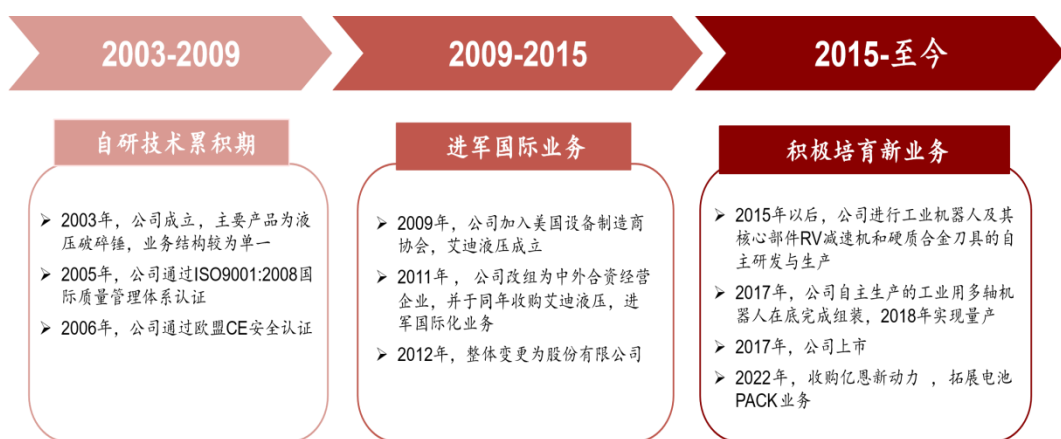 2003-2009
2009-2015
2015-至今
自研技术累积期
➢ 2003年，公司成立，主要产品为液
压破碎锤，业务结构较为单一
➢ 2005年，公司通过ISO9001:2008国
际质量管理体系认证
➢ 2006年，公司通过欧盟CE安全认证
进军国际业务
➢ 2009年，公司加入美国设备制造商
协会，艾迪液压成立
➢ 2011年， 公司改组为中外合资经营
企业，并于同年收购艾迪液压，进
军国际化业务
➢ 2012年，整体变更为股份有限公司
积极培育新业务
➢ 2015年以后，公司进行工业机器人及其
核心部件RV减速机和硬质合金刀具的自
主研发与生产
➢ 2017年，公司自主生产的工业用多轴机
器人在底完成组装，2018年实现量产
➢ 2017年，公司上市
➢ 2022年，收购亿恩新动力 ，拓展电池
PACK业务